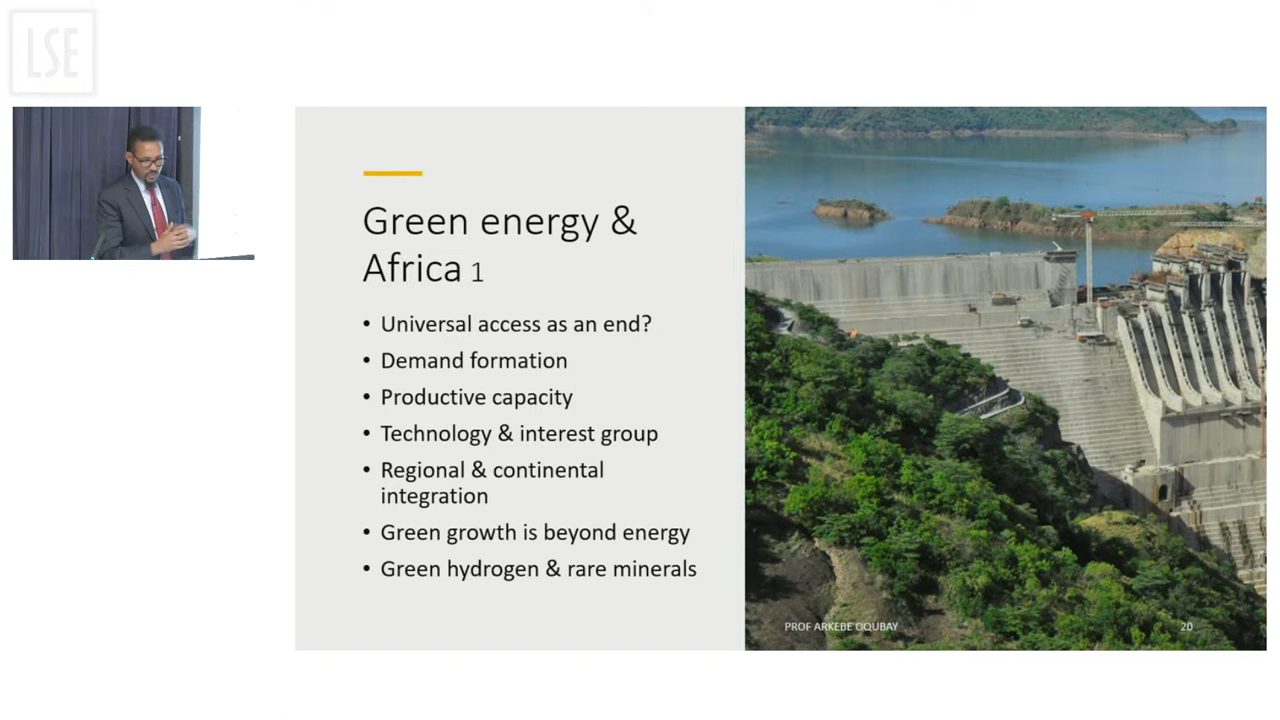 LSE
Green energy &
Africa 1
• Universal access as an end?
• Demand formation
• Productive capacity
• Technology & interest group
• Regional & continental
integration
• Green growth is beyond energy
• Green hydrogen & rare minerals
PROF ARKEBE OQUBAY
20